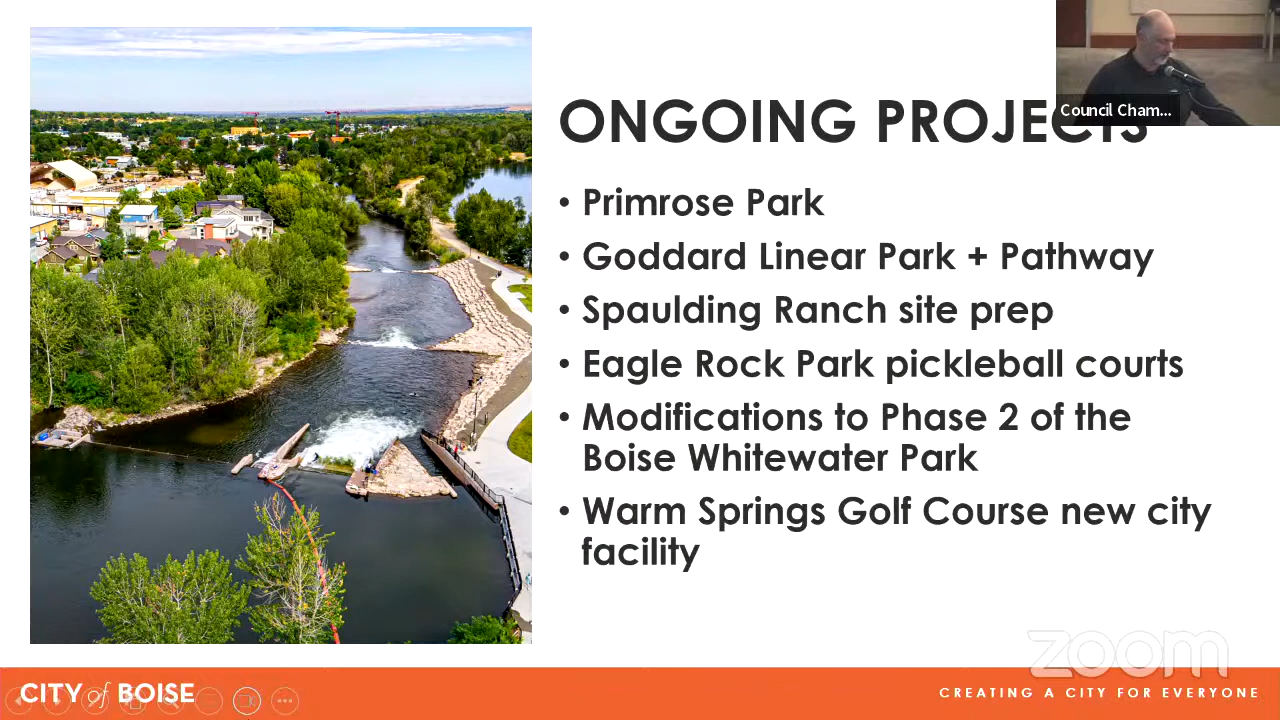 Council Cham...
ONGOING PROJECTS
• Primrose Park
• Goddard Linear Park + Pathway
• Spaulding Ranch site prep
• Eagle Rock Park pickleball courts
• Modifications to Phase 2 of the
Boise Whitewater Park
• Warm Springs Golf Course new city
facility
zoom
CITY of BOISE
CREATING A CITY FOR EVERYONE